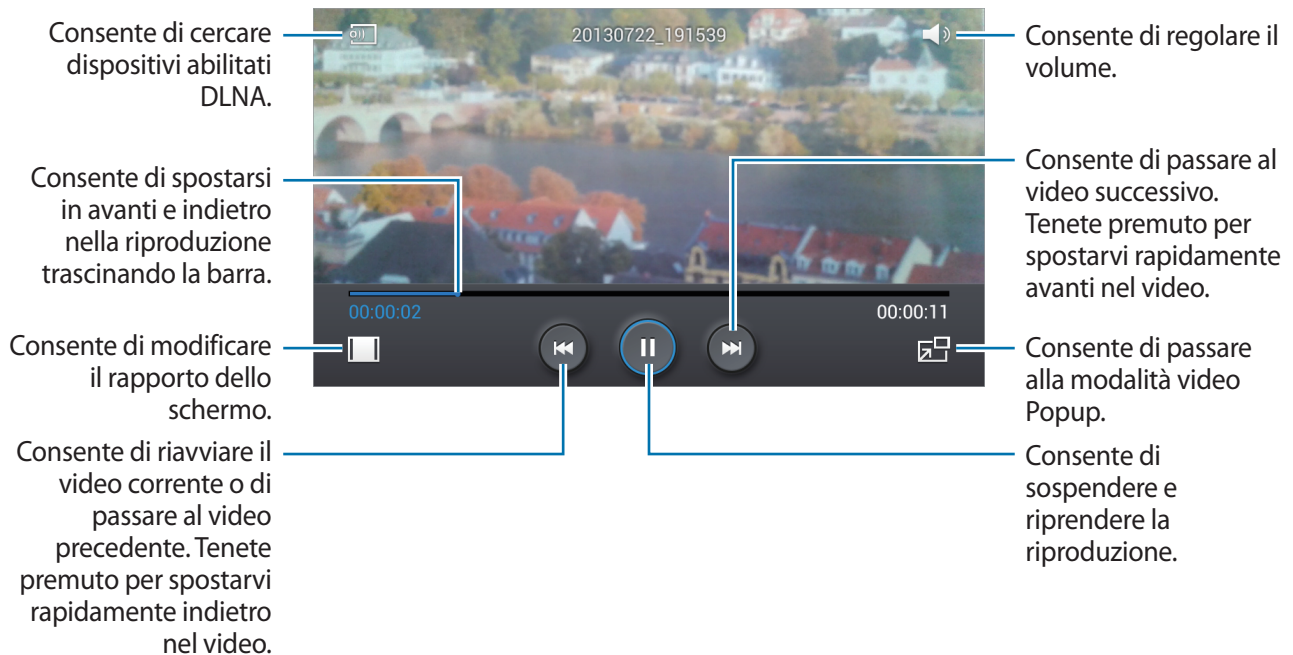 Consente di cercare
dispositivi abilitati
DLNA.
Consente di spostarsi
in avanti e indietro
nella riproduzione
trascinando la barra.
Consente di modificare
il rapporto dello
schermo.
Consente di riavviare il
video corrente o di
passare al video
precedente. Tenete
premuto per spostarvi
rapidamente indietro
nel video.
20130722_191539
00:00:02
00:00:11
Consente di regolare il
volume.
Consente di passare al
video successivo.
Tenete premuto per
spostarvi rapidamente
avanti nel video.
Consente di passare
alla modalità video
Popup.
Consente di
sospendere e
riprendere la
riproduzione.